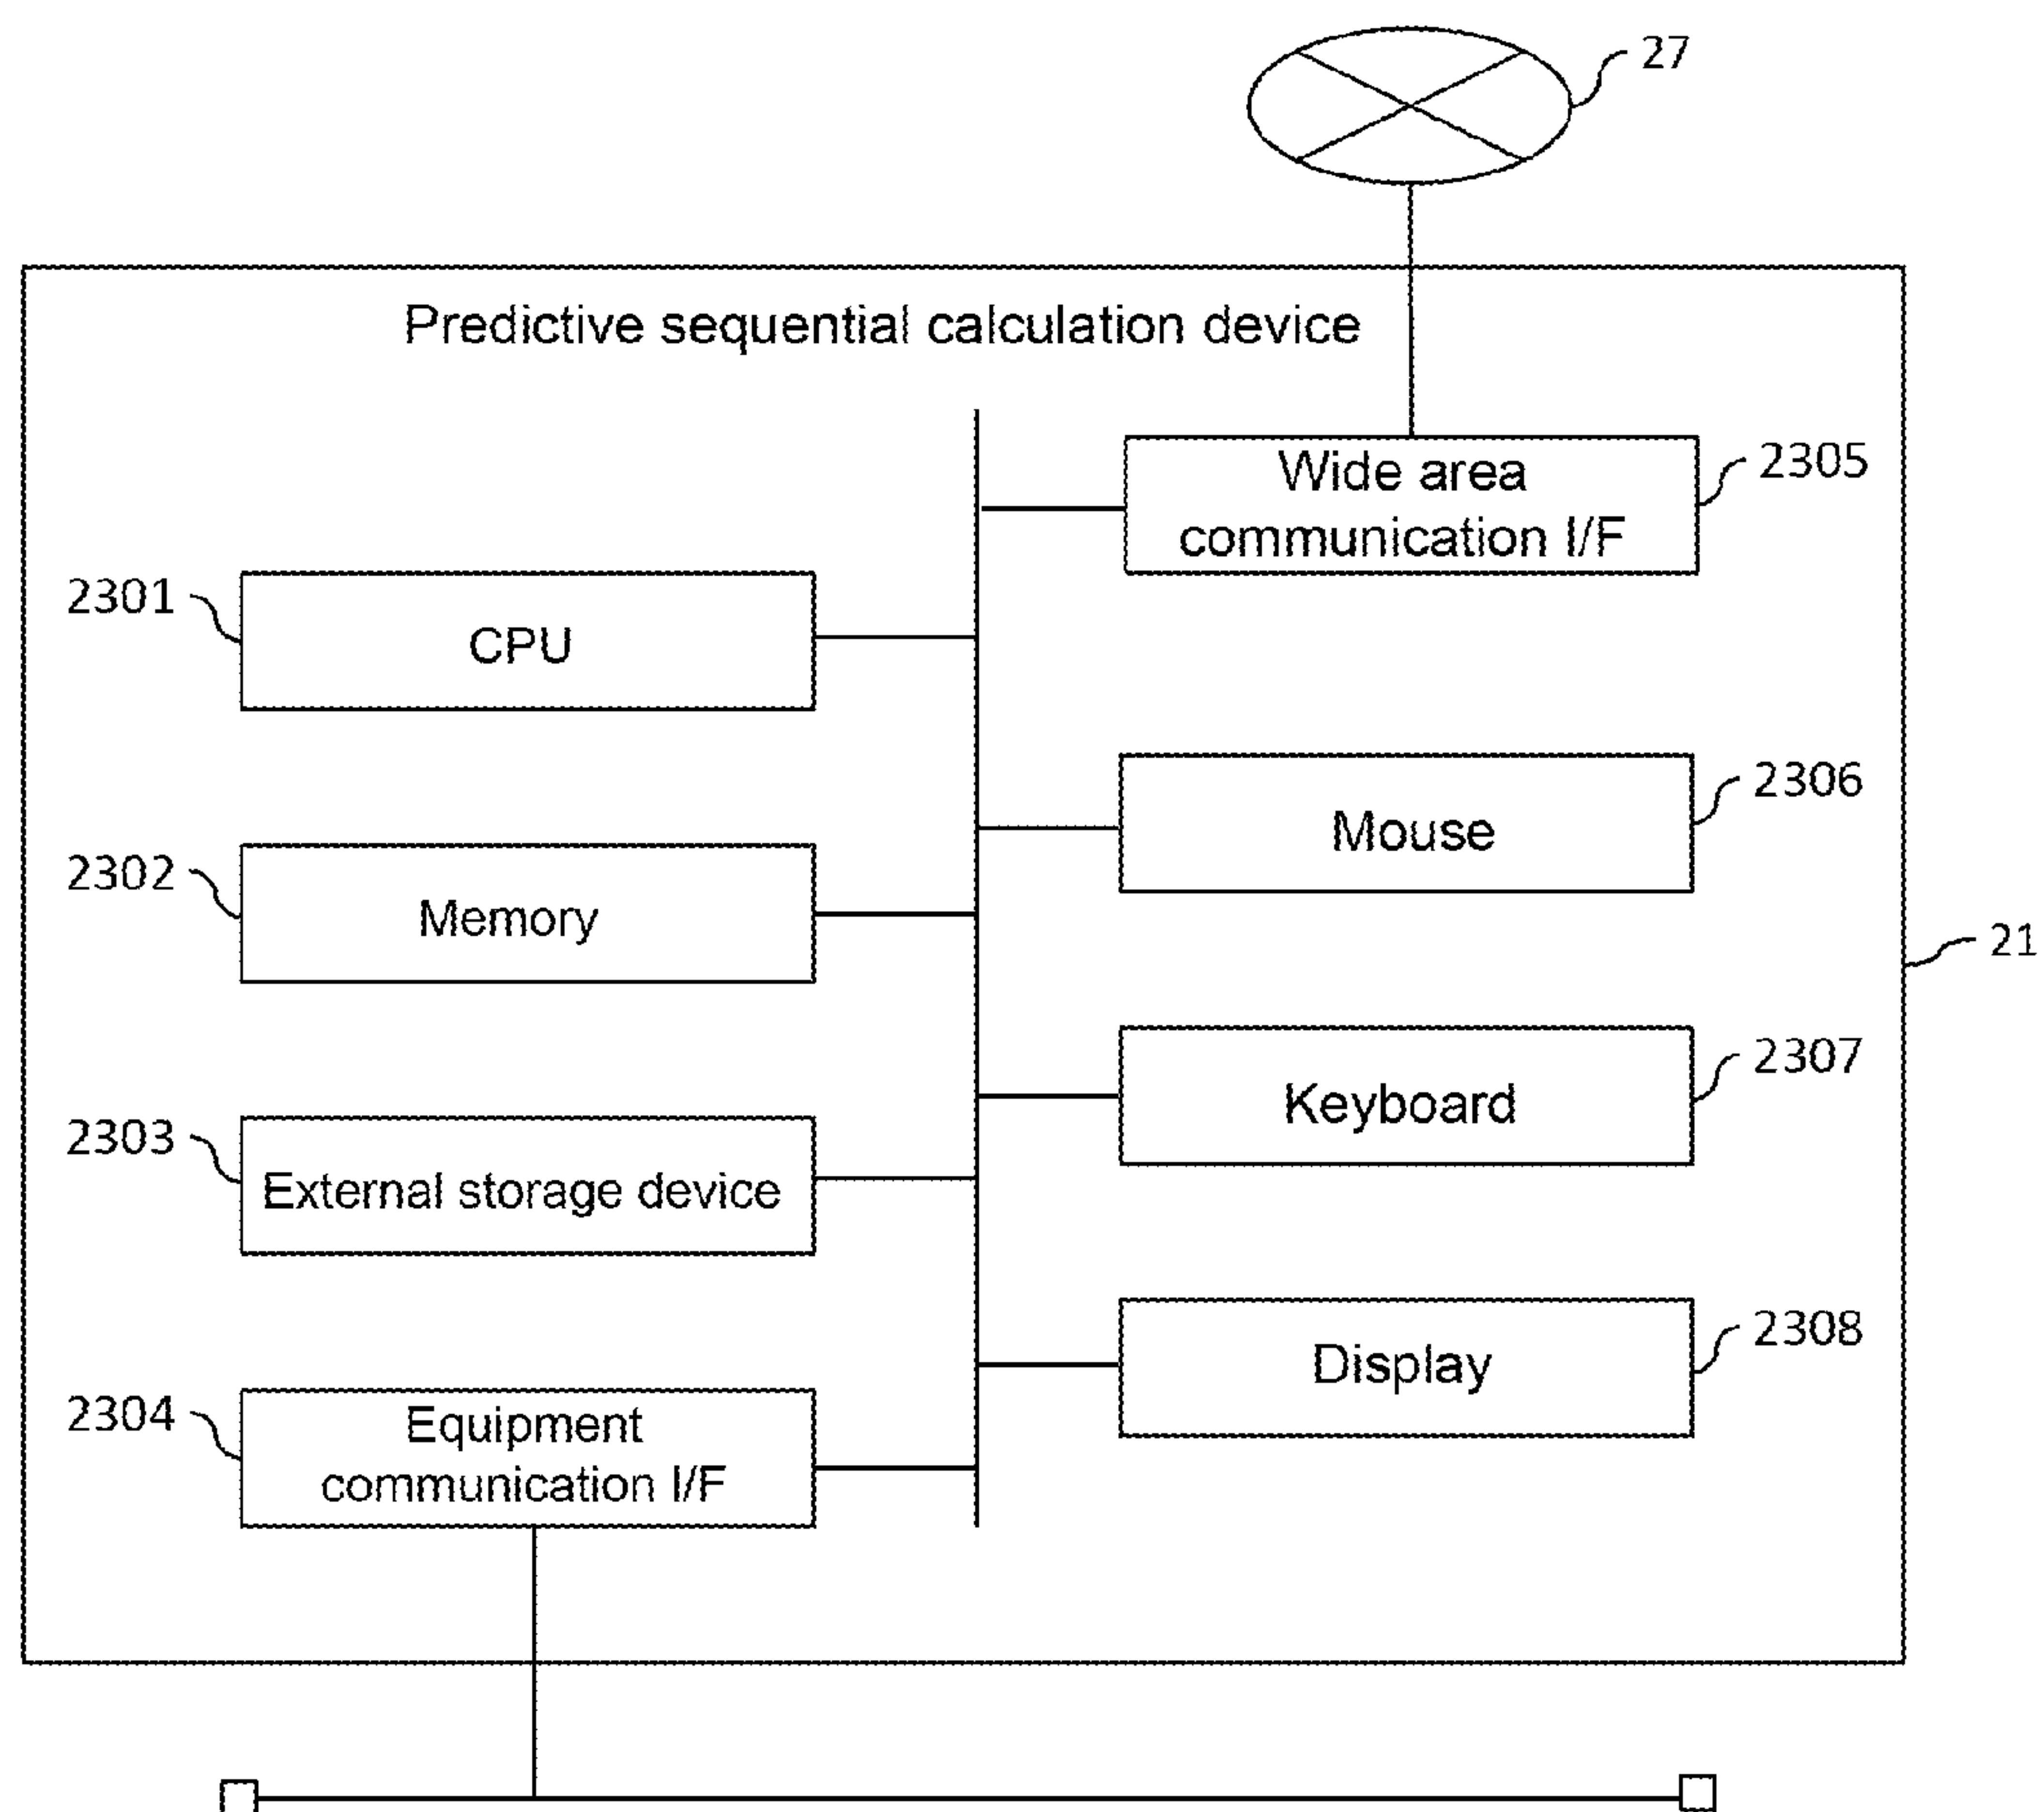 27
Predictive sequential calculation device
Wide area
communication I/F
2305
2301
CPU
Mouse
2306
2302
Memory
21
Keyboard
2307
2303
External storage device
Display
2308
2304
Equipment
communication I/F